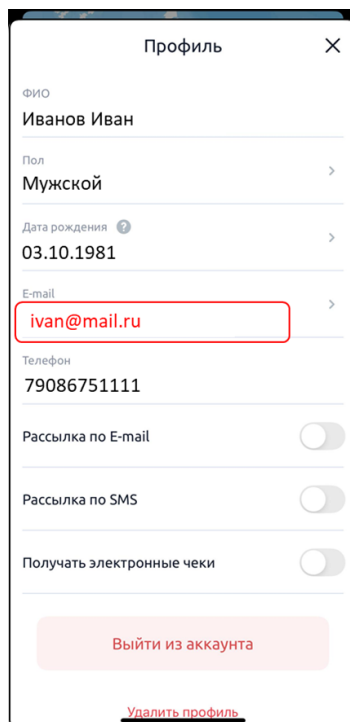 Профиль
ФИО
Иванов Иван
Пол
Мужской
Дата рождения ?
03.10.1981
E-mail
ivan@mail.ru
Телефон
79086751111
Рассылка по E-mail
Рассылка по SMS
Получать электронные чеки
Выйти из аккаунта
Удалить профиль